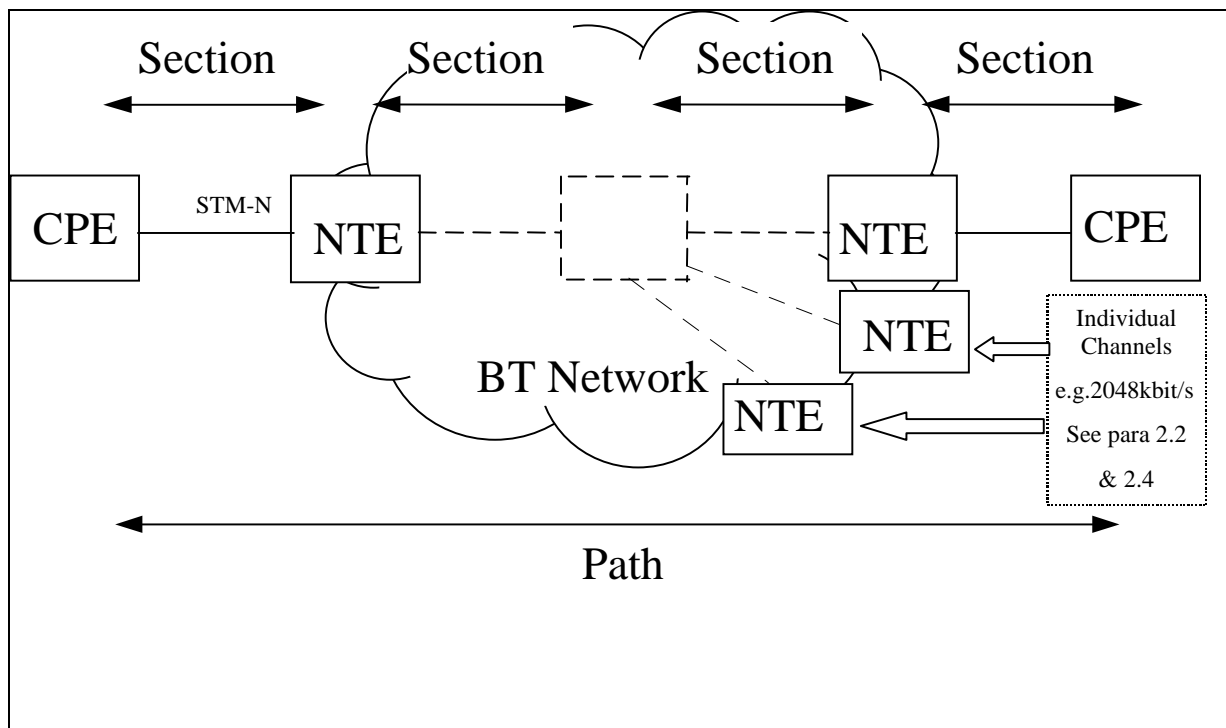 Section
Section
Section
Section
CPE
STM-N
NTE
NTE
CPE
NTE
Individual
Channels
e.g.2048kbit/s
See para 2.2
& 2.4
BT Network
NTE
Path